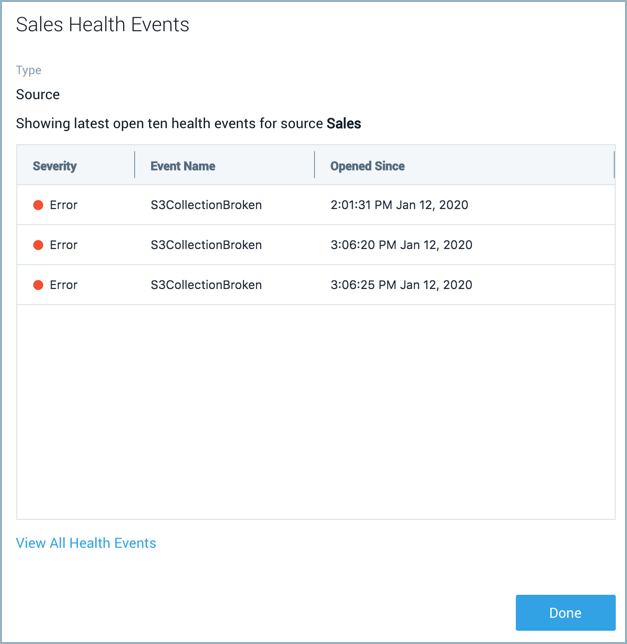 Sales Health Events
Type
Source
Showing latest open ten health events for source Sales
Severity Event Name Opened Since
Error S3CollectionBroken 2:01:31 PM Jan 12, 2020
Error S3CollectionBroken 3:06:20 PM Jan 12, 2020
Error S3CollectionBroken 3:06:25 PM Jan 12, 2020
View All Health Events
Done